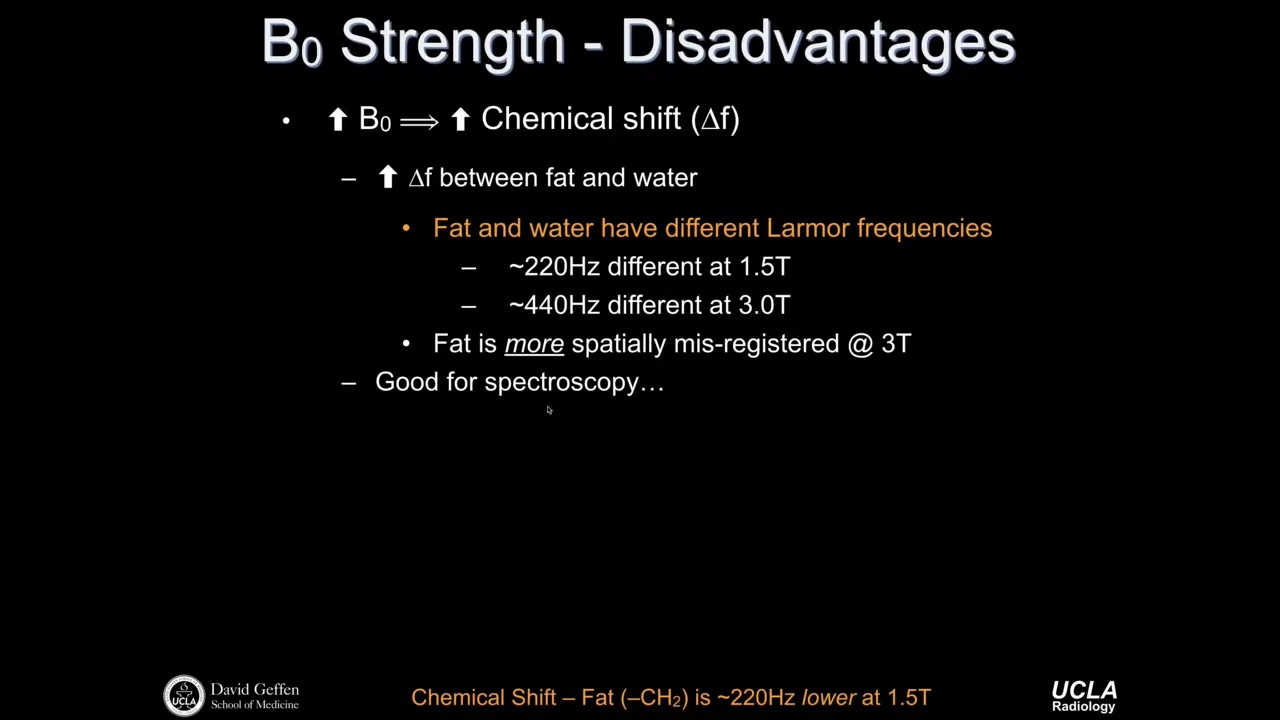 B₀ Strength - Disadvantages
• ⬆ B₀ ⟹ ⬆ Chemical shift (Δf)
– ⬆ Δf between fat and water
• Fat and water have different Larmor frequencies
– ~220Hz different at 1.5T
– ~440Hz different at 3.0T
• Fat is more spatially mis-registered @ 3T
– Good for spectroscopy…
UCLA
David Geffen
School of Medicine
Chemical Shift – Fat (–CH₂) is ~220Hz lower at 1.5T
UCLA
Radiology